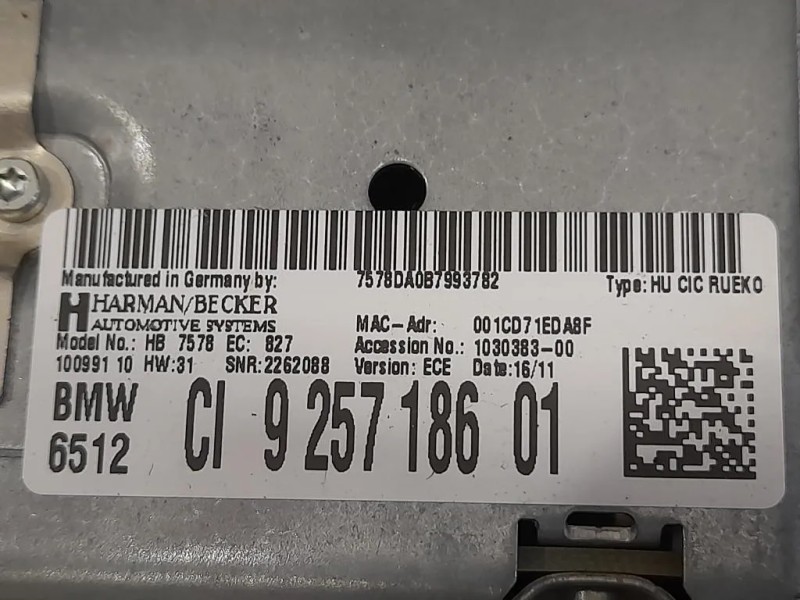 Manufactured in Germany by: 7578DA0B7993782 Type: HU CIC RUEKO
HARMAN/BECKER
AUTOMOTIVE SYSTEMS
MAC-Adr: 001CD71EDA8F
Model No.: HB 7578 EC: 827 Accession No.: 1030383-00
10099110 HW:31 SNR:2262088 Version: ECE Date:16/11
BMW
6512
CI 9 257 186 01